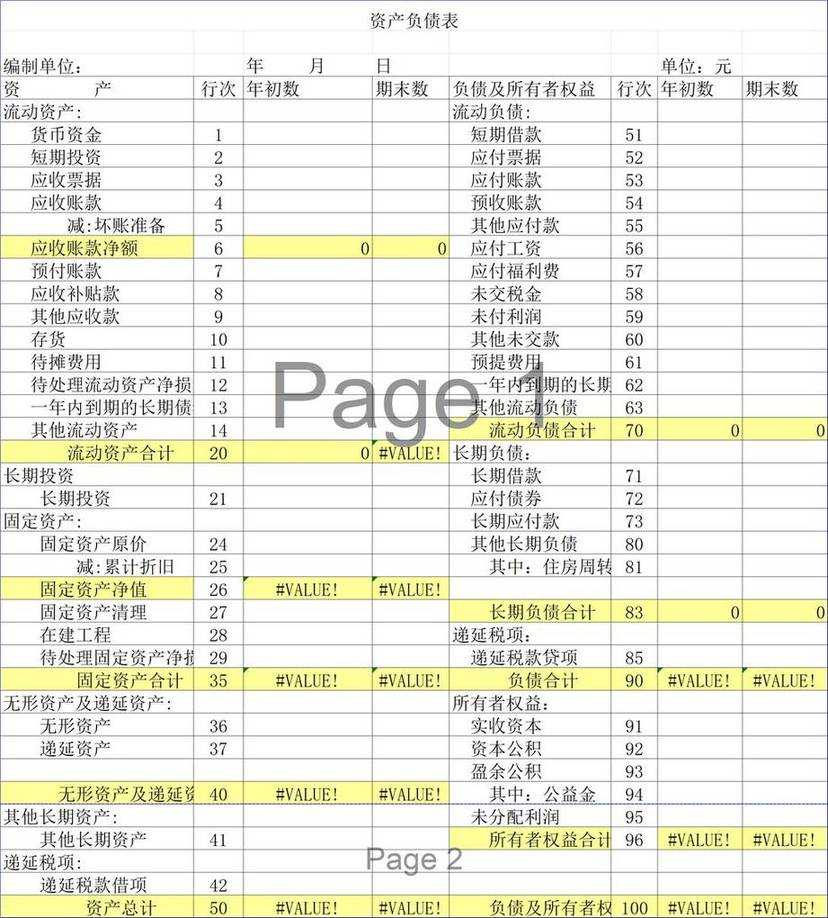 资产负债表
编制单位： 年 月 日 单位：元
资 产 行次 年初数 期末数 负债及所有者权益 行次 年初数 期末数
流动资产： 流动负债：
货币资金 1 短期借款 51
短期投资 2 应付票据 52
应收票据 3 应付账款 53
应收账款 4 预收账款 54
减:坏账准备 5 其他应付款 55
应收账款净额 6 0 0 应付工资 56
预付账款 7 应付福利费 57
应收补贴款 8 未交税金 58
其他应收款 9 未付利润 59
存货 10 其他未交款 60
待摊费用 11 预提费用 61
待处理流动资产净损 12 一年内到期的长期 62
一年内到期的长期债 13 其他流动负债 63
其他流动资产 14 流动负债合计 70 0 0
流动资产合计 20 0 #VALUE! 长期负债：
长期投资 长期借款 71
长期投资 21 应付债券 72
固定资产： 长期应付款 73
固定资产原价 24 其他长期负债 80
减:累计折旧 25 其中：住房周转 81
固定资产净值 26 #VALUE! #VALUE!
固定资产清理 27 长期负债合计 83 0 0
在建工程 28 递延税项：
待处理固定资产净损 29 递延税款贷项 85
固定资产合计 35 #VALUE! #VALUE! 负债合计 90 #VALUE! #VALUE!
无形资产及递延资产： 所有者权益：
无形资产 36 实收资本 91
递延资产 37 资本公积 92
盈余公积 93
无形资产及递延资 40 #VALUE! #VALUE! 其中：公益金 94
其他长期资产： 未分配利润 95
其他长期资产 41 所有者权益合计 96 #VALUE! #VALUE!
递延税项：
递延税款借项 42
资产总计 50 #VALUE! #VALUE! 负债及所有者权 100 #VALUE! #VALUE!
Page 1
Page 2